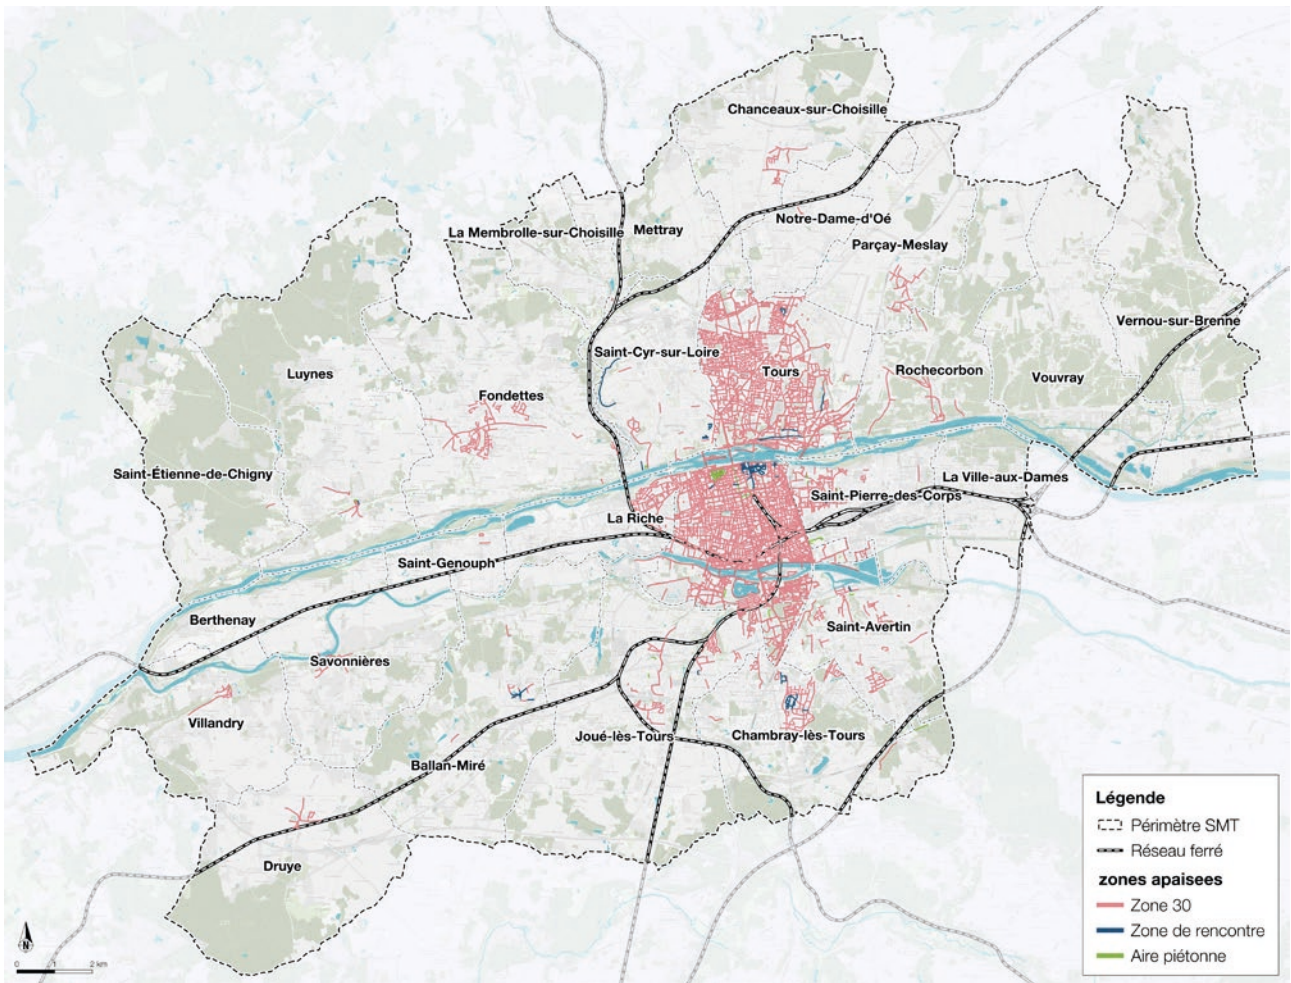 Chanceaux-sur-Choisille
Notre-Dame-d'Oé
La Membrolle-sur-Choisille
Mettray
Parçay-Meslay
Vernou-sur-Brenne
Saint-Cyr-sur-Loire
Luynes
Tours
Rochecorbon
Vouvray
Fondettes
Saint-Étienne-de-Chigny
La Ville-aux-Dames
Saint-Pierre-des-Corps
La Riche
Saint-Genouph
Berthenay
Saint-Avertin
Savonnières
Villandry
Joué-lès-Tours
Chambray-lès-Tours
Ballan-Miré
Druye
Légende
Périmètre SMT
Réseau ferré
zones apaisees
Zone 30
Zone de rencontre
Aire piétonne
N
0 1 2 km